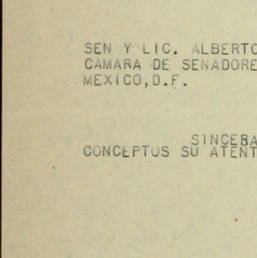 SEN Y LIC. ALBERTO
CAMARA DE SENADORE
MEXICO,D.F.
SINCERA
CONCEPTOS SU ATENT